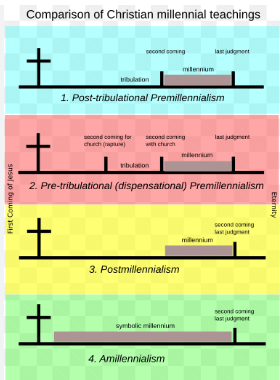 Comparison of Christian millennial teachings
second coming
last judgment
millennium
tribulation
1. Post-tribulational Premillennialism
second coming for
church (rapture)
second coming
with church
last judgment
millennium
tribulation
2. Pre-tribulational (dispensational) Premillennialism
First Coming of jesus
Eternity
second coming
last judgment
millennium
3. Postmillennialism
second coming
last judgment
symbolic millennium
4. Amillennialism